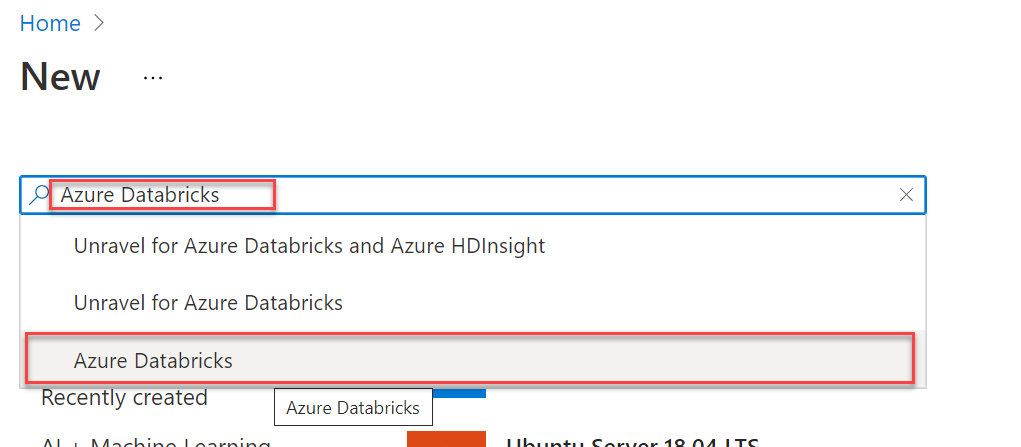 Home
New ...
Azure Databricks
Unravel for Azure Databricks and Azure HDInsight
Unravel for Azure Databricks
Azure Databricks
Recently created
Azure Databricks
AI + Machine Learning
Ubuntu Server 18.04 LTS